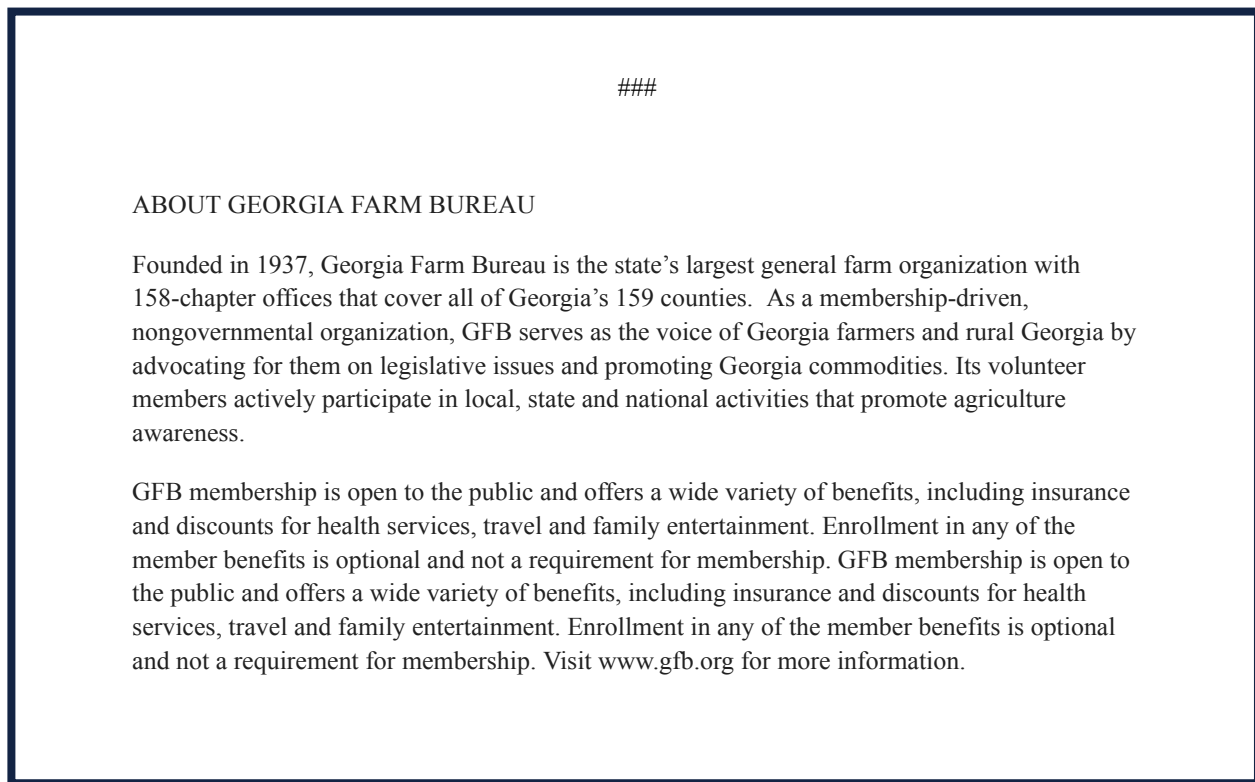 ###
ABOUT GEORGIA FARM BUREAU
Founded in 1937, Georgia Farm Bureau is the state’s largest general farm organization with
158-chapter offices that cover all of Georgia’s 159 counties.  As a membership-driven,
nongovernmental organization, GFB serves as the voice of Georgia farmers and rural Georgia by
advocating for them on legislative issues and promoting Georgia commodities. Its volunteer
members actively participate in local, state and national activities that promote agriculture
awareness.
GFB membership is open to the public and offers a wide variety of benefits, including insurance
and discounts for health services, travel and family entertainment. Enrollment in any of the
member benefits is optional and not a requirement for membership. GFB membership is open to
the public and offers a wide variety of benefits, including insurance and discounts for health
services, travel and family entertainment. Enrollment in any of the member benefits is optional
and not a requirement for membership. Visit www.gfb.org for more information.